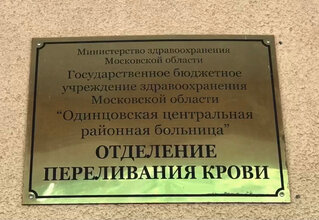 Министерство здравоохранения
Московской области
Государственное бюджетное
учреждение здравоохранения
Московской области
“Одинцовская центральная
районная больница”
ОТДЕЛЕНИЕ
ПЕРЕЛИВАНИЯ КРОВИ